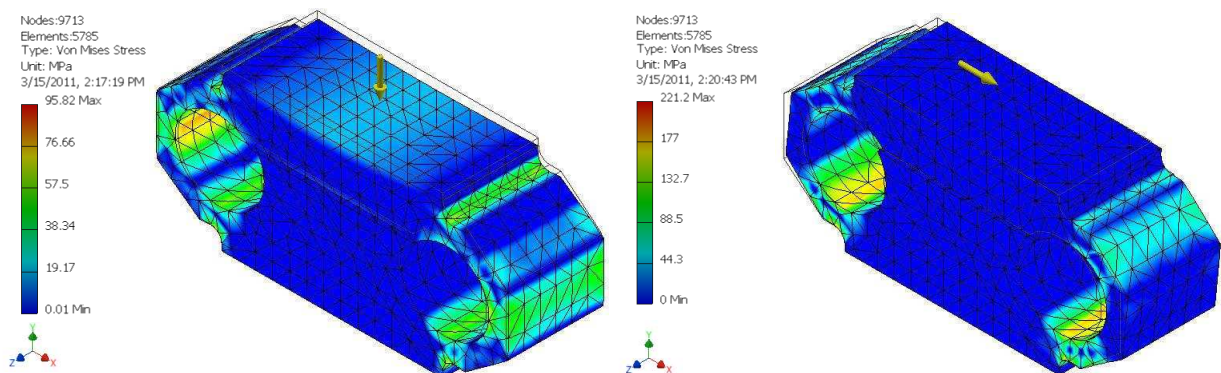 Nodes:9713
Elements:5785
Type: Von Mises Stress
Unit: MPa
3/15/2011, 2:17:19 PM
95.82 Max
76.66
57.5
38.34
19.17
0.01 Min
Y
Z
X
Nodes:9713
Elements:5785
Type: Von Mises Stress
Unit: MPa
3/15/2011, 2:20:43 PM
221.2 Max
177
132.7
88.5
44.3
0 Min
Y
Z
X